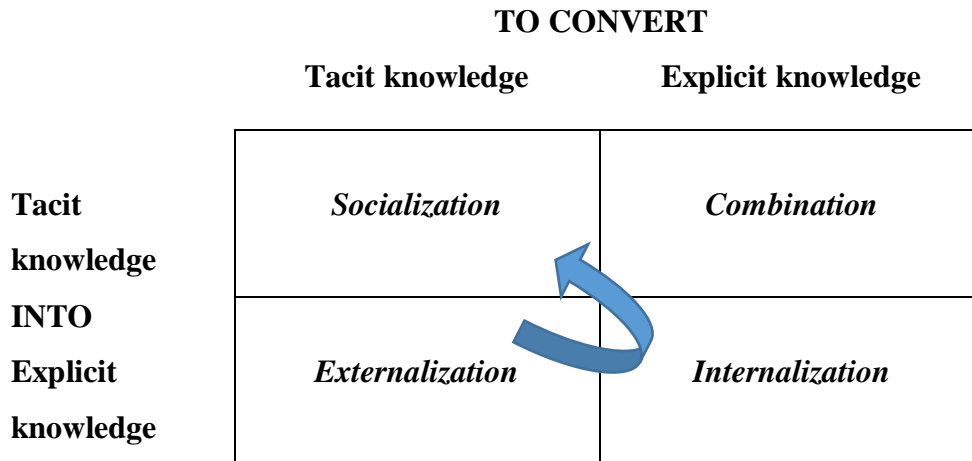 TO CONVERT
Tacit knowledge Explicit knowledge
Tacit
knowledge
Socialization Combination
INTO
Explicit
knowledge
Externalization Internalization